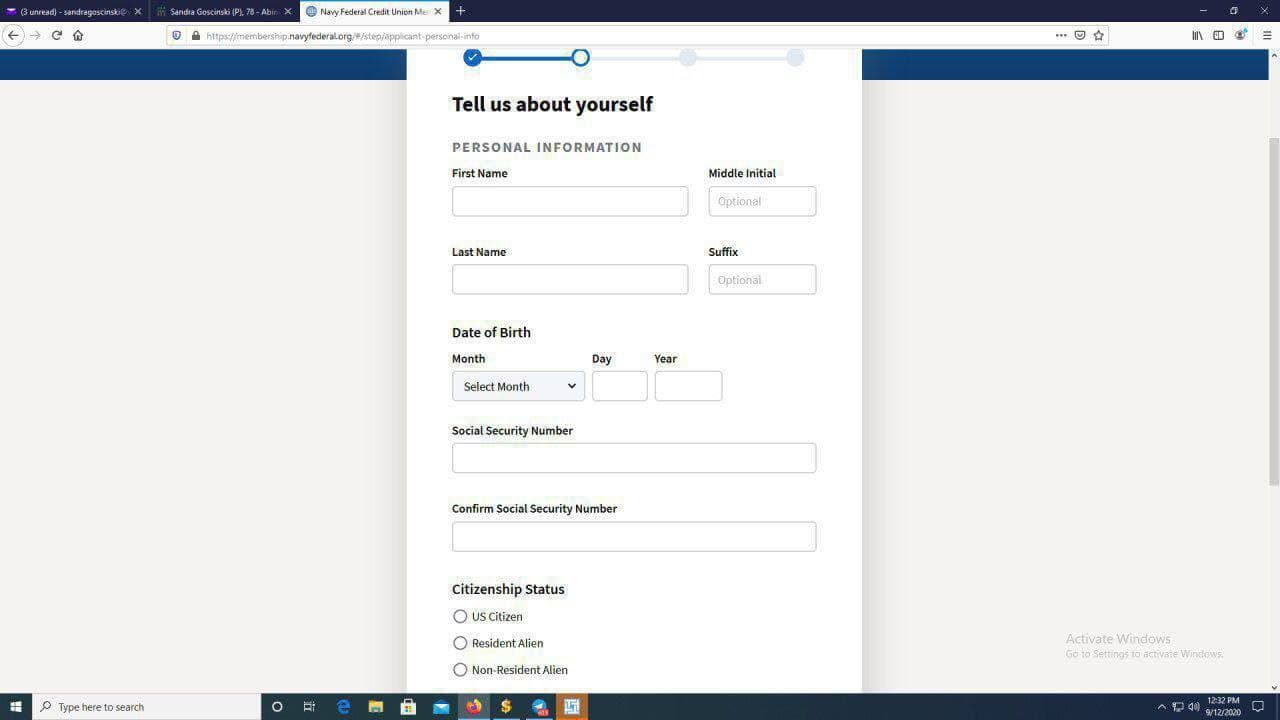 (3 unread) - sandragoscinski@
Sandra Goscinski (P), 78 - Abin
Navy Federal Credit Union Mer
https://membership.navyfederal.org/#/step/applicant-personal-info
Tell us about yourself
PERSONAL INFORMATION
First Name Middle Initial
Optional
Last Name Suffix
Optional
Date of Birth
Month Day Year
Select Month
Social Security Number
Confirm Social Security Number
Citizenship Status
US Citizen
Resident Alien
Non-Resident Alien
Activate Windows
Go to Settings to activate Windows.
Type here to search
12:32 PM
9/12/2020